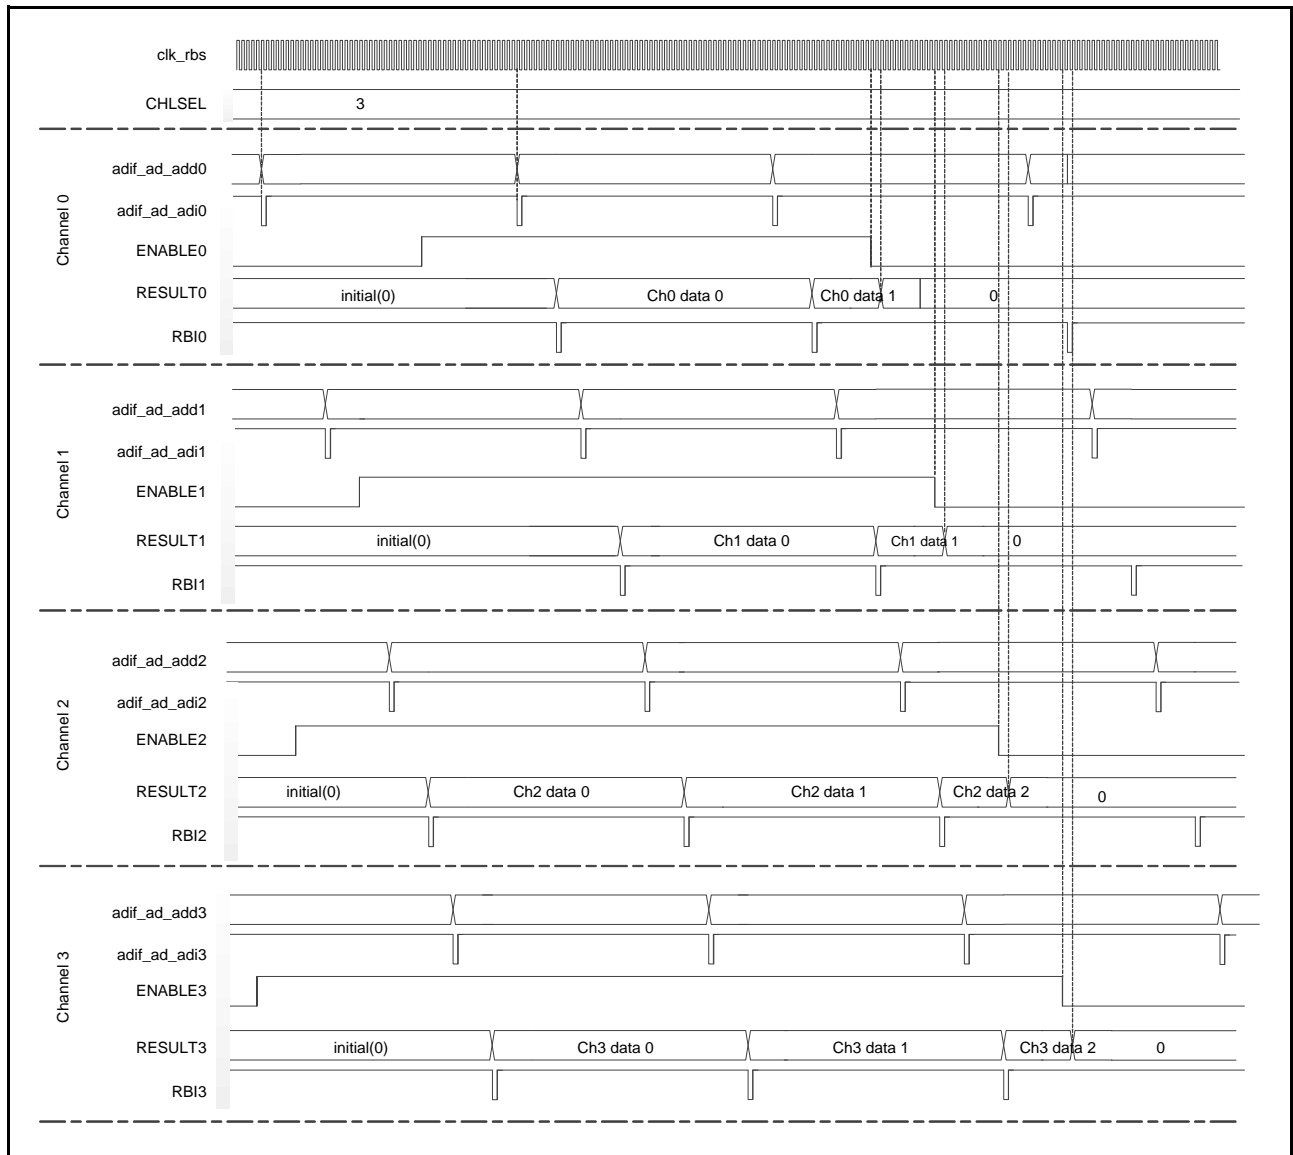 clk_rbs
CHLSEL 3
Channel 0
adif_ad_add0
adif_ad_adi0
ENABLE0
RESULT0 initial(0) Ch0 data 0 Ch0 data 1 0
RBI0
Channel 1
adif_ad_add1
adif_ad_adi1
ENABLE1
RESULT1 initial(0) Ch1 data 0 Ch1 data 1 0
RBI1
Channel 2
adif_ad_add2
adif_ad_adi2
ENABLE2
RESULT2 initial(0) Ch2 data 0 Ch2 data 1 Ch2 data 2 0
RBI2
Channel 3
adif_ad_add3
adif_ad_adi3
ENABLE3
RESULT3 initial(0) Ch3 data 0 Ch3 data 1 Ch3 data 2 0
RBI3